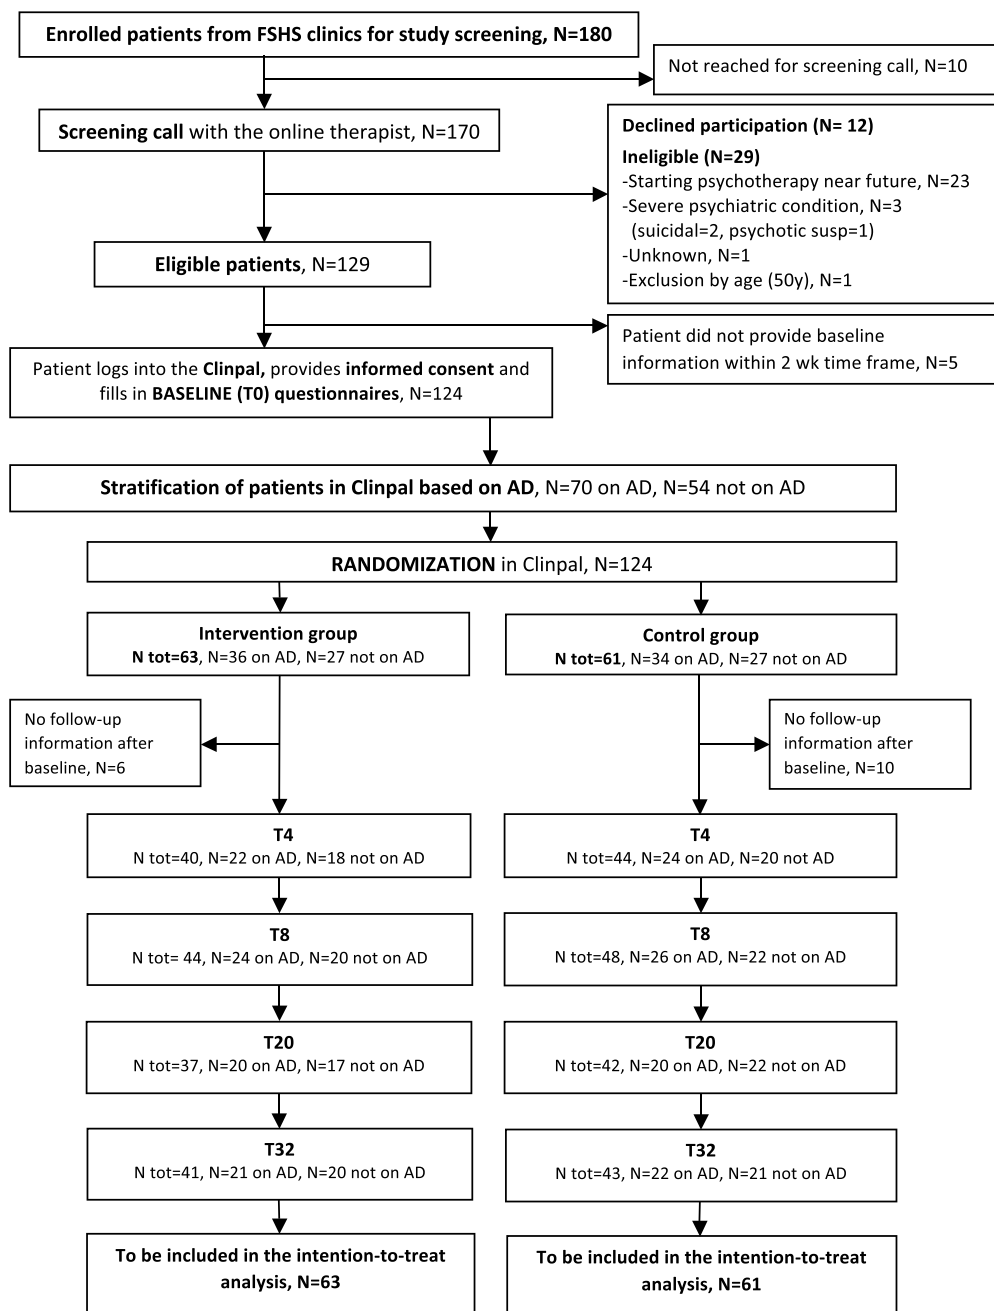 Enrolled patients from FSHS clinics for study screening, N=180
Not reached for screening call, N=10
Screening call with the online therapist, N=170
Declined participation (N= 12)
Ineligible (N=29)
-Starting psychotherapy near future, N=23
-Severe psychiatric condition, N=3
(suicidal=2, psychotic susp=1)
-Unknown, N=1
-Exclusion by age (50y), N=1
Eligible patients, N=129
Patient did not provide baseline
information within 2 wk time frame, N=5
Patient logs into the Clinpal, provides informed consent and
fills in BASELINE (T0) questionnaires, N=124
Stratification of patients in Clinpal based on AD, N=70 on AD, N=54 not on AD
RANDOMIZATION in Clinpal, N=124
Intervention group
N tot=63, N=36 on AD, N=27 not on AD
Control group
N tot=61, N=34 on AD, N=27 not on AD
No follow-up
information after
baseline, N=6
No follow-up
information after
baseline, N=10
T4
N tot=40, N=22 on AD, N=18 not on AD
T4
N tot=44, N=24 on AD, N=20 not AD
T8
N tot= 44, N=24 on AD, N=20 not on AD
T8
N tot=48, N=26 on AD, N=22 not on AD
T20
N tot=37, N=20 on AD, N=17 not on AD
T20
N tot=42, N=20 on AD, N=22 not on AD
T32
N tot=41, N=21 on AD, N=20 not on AD
T32
N tot=43, N=22 on AD, N=21 not on AD
To be included in the intention-to-treat
analysis, N=63
To be included in the intention-to-treat
analysis, N=61